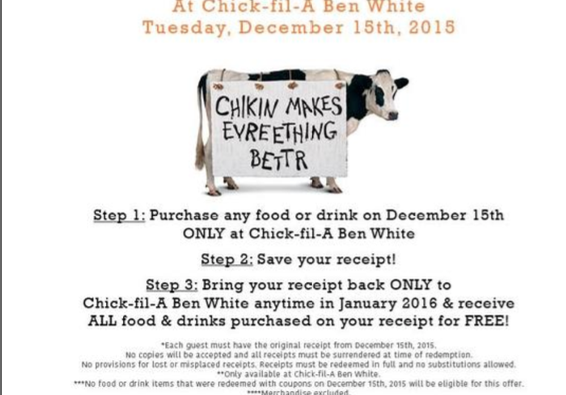 At Chick-fil-A Ben White
Tuesday, December 15th, 2015
CHIKIN MAKES
EVREETHING
BETTR
Step 1: Purchase any food or drink on December 15th
ONLY at Chick-fil-A Ben White
Step 2: Save your receipt!
Step 3: Bring your receipt back ONLY to
Chick-fil-A Ben White anytime in January 2016 & receive
ALL food & drinks purchased on your receipt for FREE!
*Each guest must have the original receipt from December 15th, 2015.
No copies will be accepted and all receipts must be surrendered at time of redemption.
No provisions for lost or misplaced receipts. Receipts must be redeemed in full and no substitutions allowed.
**Only available at Chick-fil-A Ben White.
***No food or drink items that were redeemed with coupons on December 15th, 2015 will be eligible for this offer.
****Merchandise excluded.